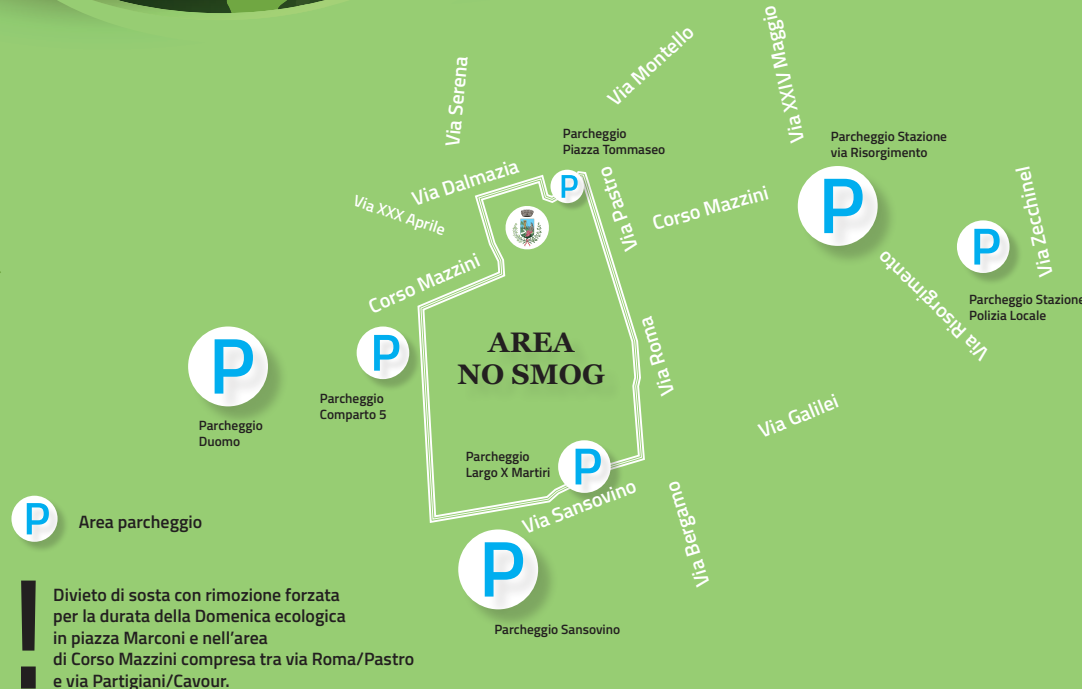 Via Serena
Via Montello
Via XXIV Maggio
Parcheggio
Piazza Tommaseo
Parcheggio Stazione
via Risorgimento
Via Dalmazia
P
Via XXX Aprile
Via Pastro
Corso Mazzini
P
P
Via Zecchinel
Corso Mazzini
Via Risorgimento
Parcheggio Stazione
Polizia Locale
AREA
NO SMOG
Via Roma
P
P
Parcheggio
Comparto 5
Parcheggio
Duomo
Via Galilei
Parcheggio
Largo X Martiri
P
Via Sansovino
Via Bergamo
P
Area parcheggio
P
Parcheggio Sansovino
! Divieto di sosta con rimozione forzata
per la durata della Domenica ecologica
in piazza Marconi e nell'area
di Corso Mazzini compresa tra via Roma/Pastro
e via Partigiani/Cavour.